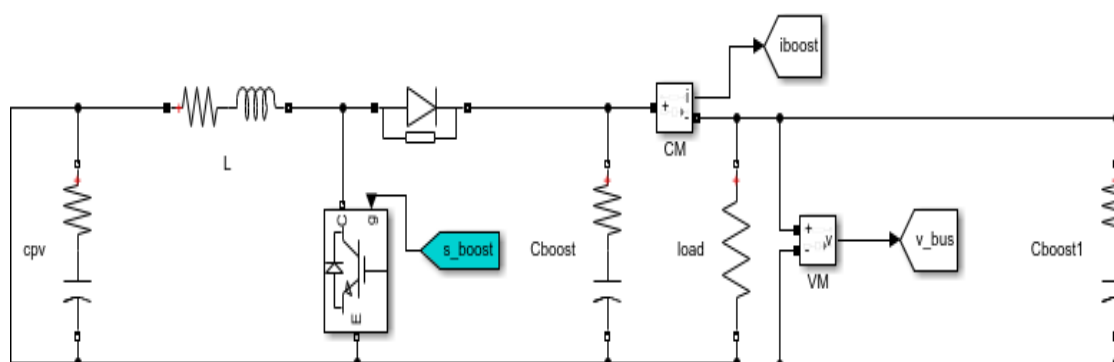 iboost
+
i
-
CM
L
C
g
E
s_boost
cpv
Cboost
load
+
v
-
VM
v_bus
Cboost1